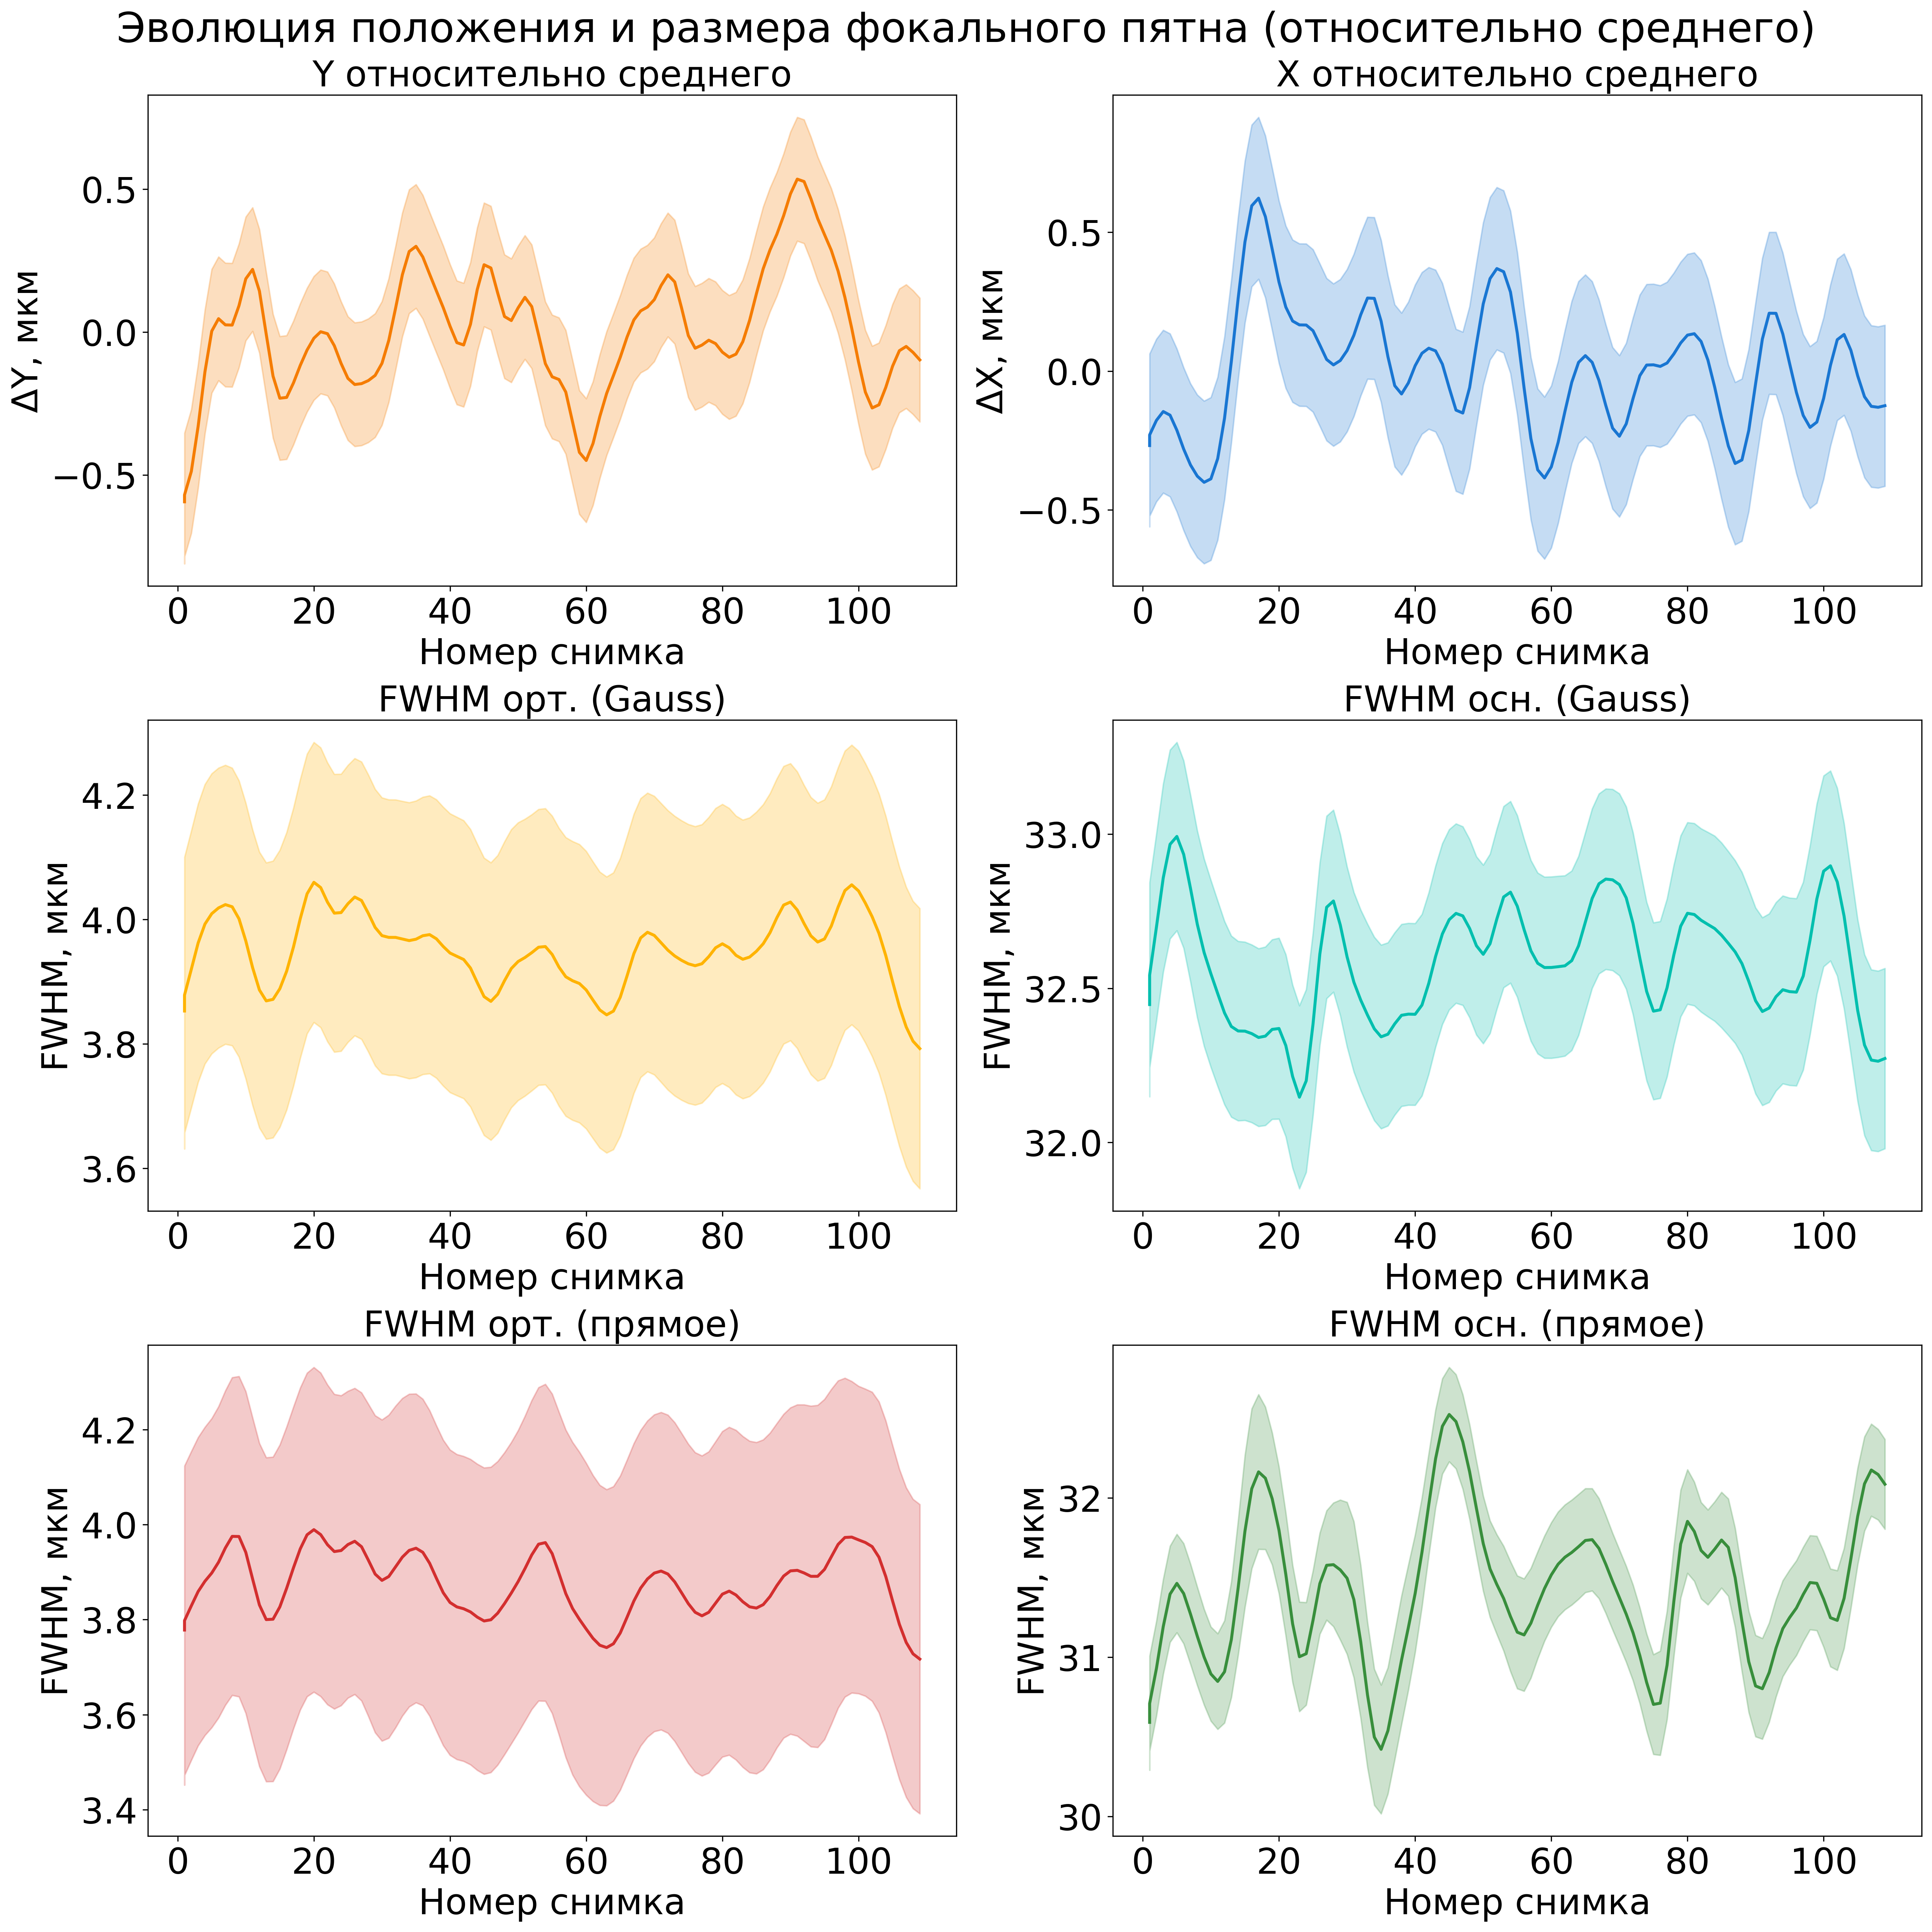 Эволюция положения и размера фокального пятна (относительно среднего)
Y относительно среднего
ΔY, мкм
0.5
0.0
−0.5
0 20 40 60 80 100
Номер снимка
X относительно среднего
ΔX, мкм
0.5
0.0
−0.5
0 20 40 60 80 100
Номер снимка
FWHM орт. (Gauss)
FWHM, мкм
4.2
4.0
3.8
3.6
0 20 40 60 80 100
Номер снимка
FWHM осн. (Gauss)
FWHM, мкм
33.0
32.5
32.0
0 20 40 60 80 100
Номер снимка
FWHM орт. (прямое)
FWHM, мкм
4.2
4.0
3.8
3.6
3.4
0 20 40 60 80 100
Номер снимка
FWHM осн. (прямое)
FWHM, мкм
32
31
30
0 20 40 60 80 100
Номер снимка